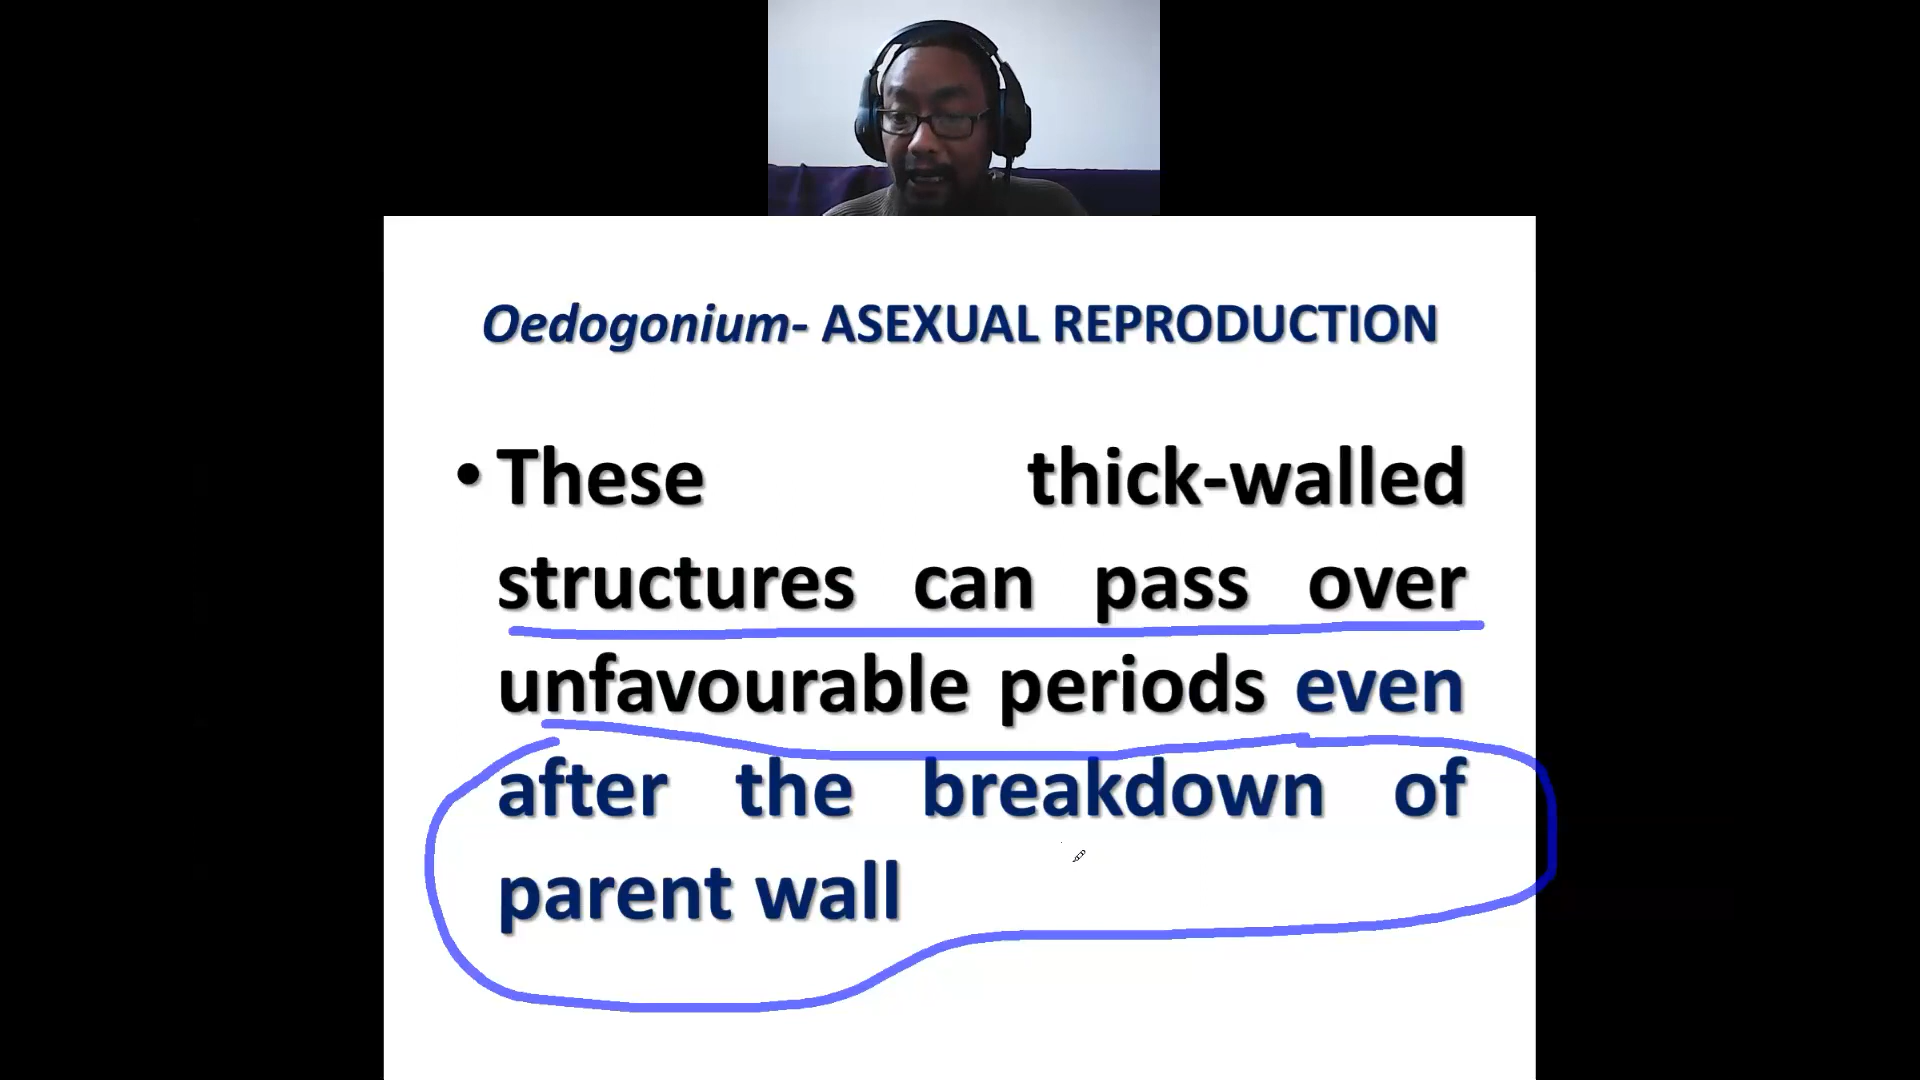 Oedogonium- ASEXUAL REPRODUCTION
• These thick-walled
structures can pass over
unfavourable periods even
after the breakdown of
parent wall